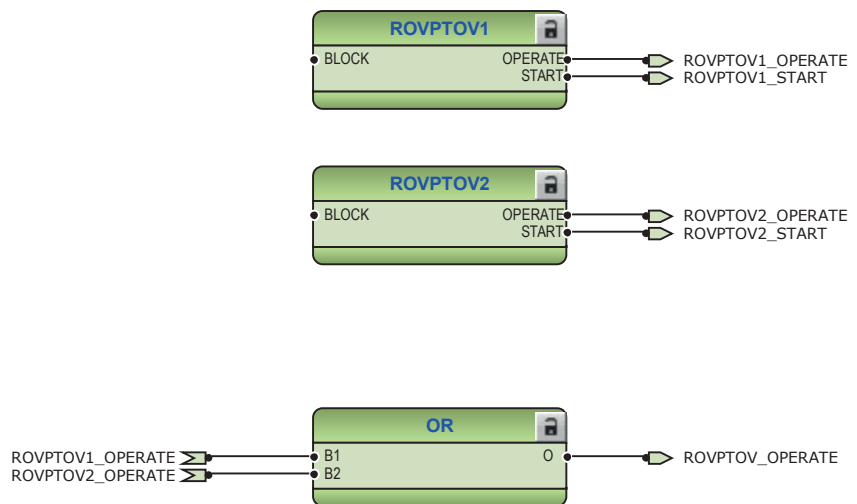 ROVPTOV1
BLOCK OPERATE ROVPTOV1_OPERATE
START ROVPTOV1_START
ROVPTOV2
BLOCK OPERATE ROVPTOV2_OPERATE
START ROVPTOV2_START
OR
ROVPTOV1_OPERATE B1 O ROVPTOV_OPERATE
ROVPTOV2_OPERATE B2